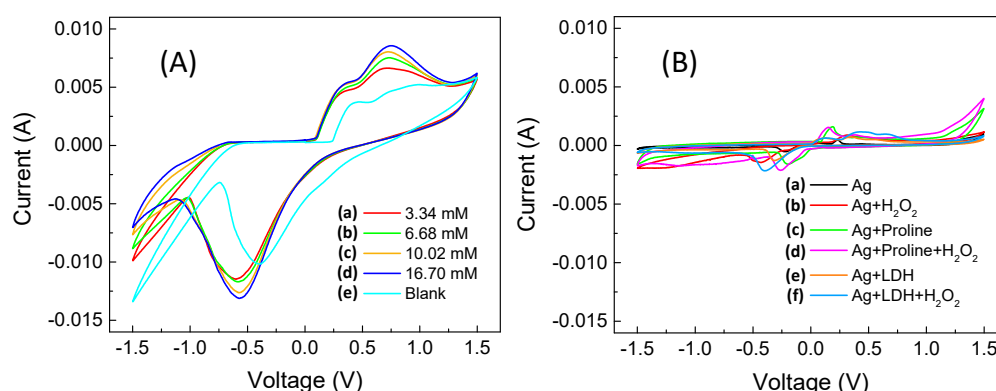 (A)
0.010
0.005
0.000
-0.005
-0.010
-0.015
Current (A)
(a) 3.34 mM
(b) 6.68 mM
(c) 10.02 mM
(d) 16.70 mM
(e) Blank
-1.5 -1.0 -0.5 0.0 0.5 1.0 1.5
Voltage (V)
(B)
0.010
0.005
0.000
-0.005
-0.010
-0.015
Current (A)
(a) Ag
(b) Ag+H₂O₂
(c) Ag+Proline
(d) Ag+Proline+H₂O₂
(e) Ag+LDH
(f) Ag+LDH+H₂O₂
-1.5 -1.0 -0.5 0.0 0.5 1.0 1.5
Voltage (V)